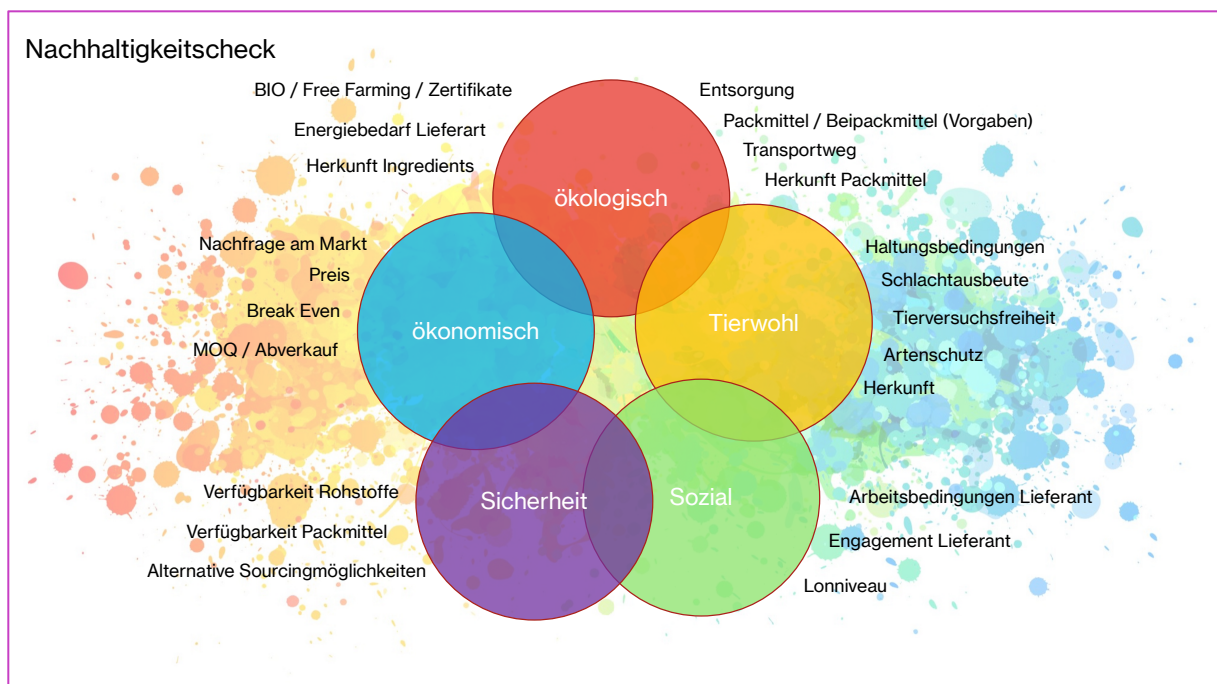 Nachhaltigkeitscheck
BIO / Free Farming / Zertifikate
Energiebedarf Lieferart
Herkunft Ingredients
Entsorgung
Packmittel / Beipackmittel (Vorgaben)
Transportweg
Herkunft Packmittel
ökologisch
Nachfrage am Markt
Preis
Break Even
MOQ / Abverkauf
ökonomisch
Tierwohl
Haltungsbedingungen
Schlachtausbeute
Tierversuchsfreiheit
Artenschutz
Herkunft
Verfügbarkeit Rohstoffe
Verfügbarkeit Packmittel
Alternative Sourcingmöglichkeiten
Sicherheit
Sozial
Arbeitsbedingungen Lieferant
Engagement Lieferant
Lonniveau